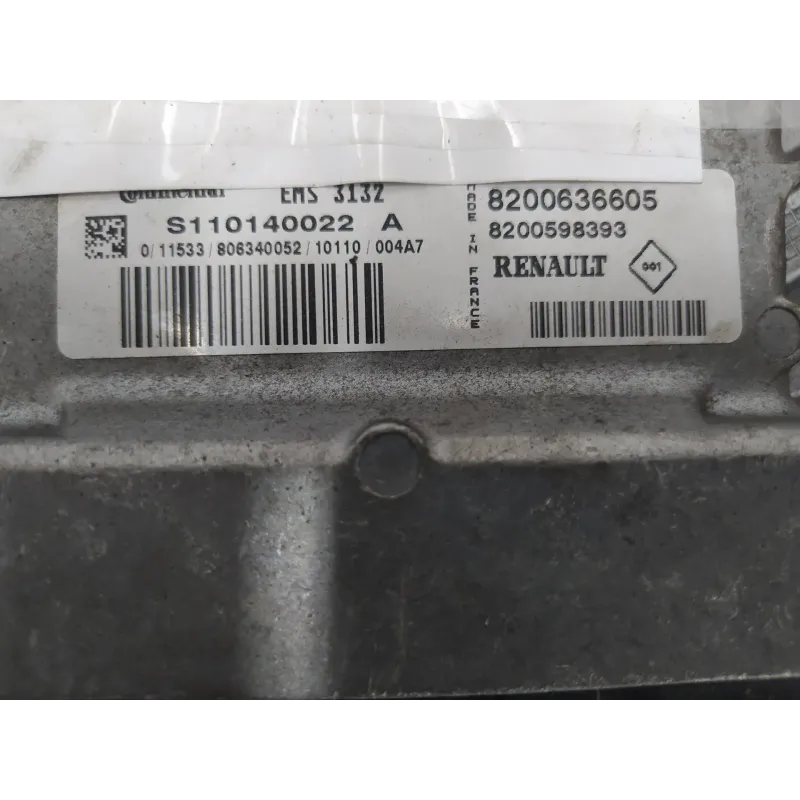 Continental EMS 3132
S110140022 A
0/11533/806340052/10110/004A7
MADE IN FRANCE
8200636605
8200598393
RENAULT 001